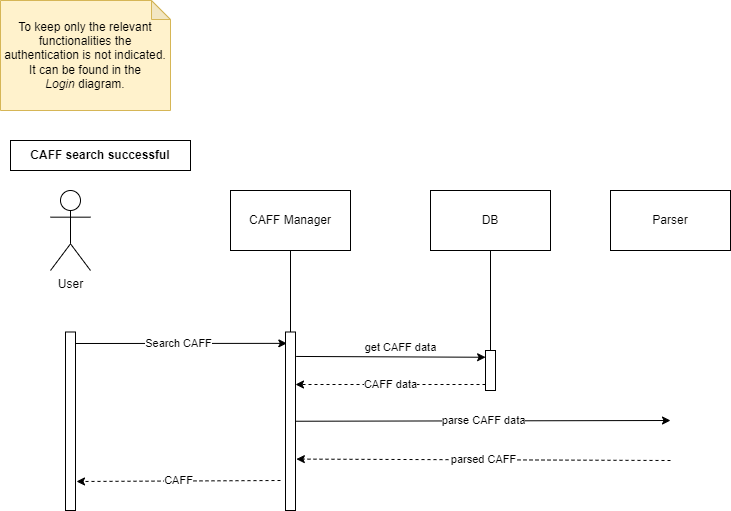 To keep only the relevant
functionalities the
authentication is not indicated.
It can be found in the
Login diagram.
CAFF search successful
User
CAFF Manager
DB
Parser
Search CAFF
get CAFF data
CAFF data
parse CAFF data
parsed CAFF
CAFF